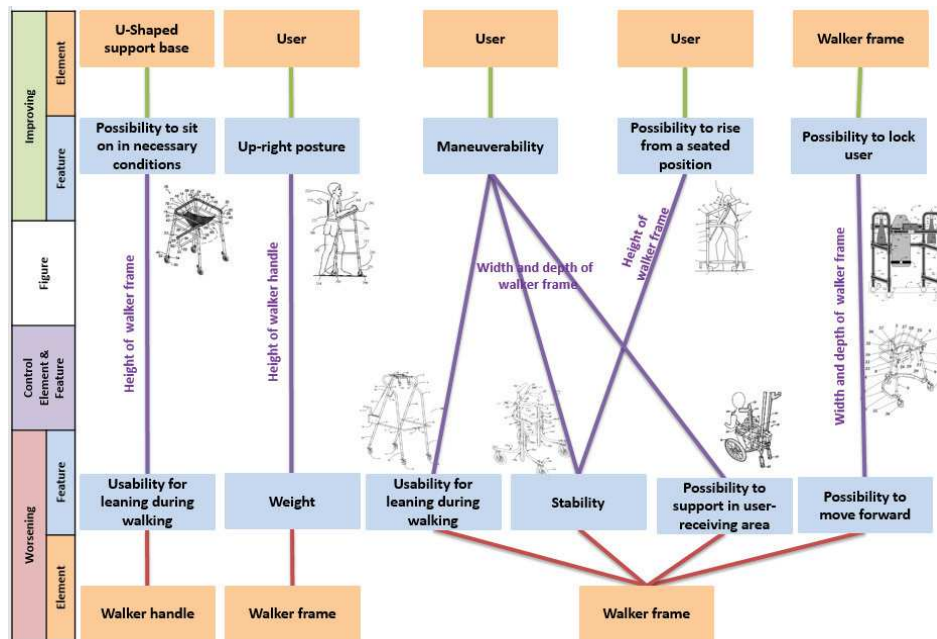 Improving
Element
U-Shaped
support base
User
User
User
Walker frame
Feature
Possibility to sit
on in necessary
conditions
Up-right posture
Maneuverability
Possibility to rise
from a seated
position
Possibility to lock
user
Figure
Control
Element &
Feature
Height of walker frame
Height of walker handle
Width and depth of
walker frame
Height of
walker frame
Width and depth of walker frame
Worsening
Feature
Usability for
leaning during
walking
Weight
Usability for
leaning during
walking
Stability
Possibility to
support in user-
receiving area
Possibility to
move forward
Element
Walker handle
Walker frame
Walker frame